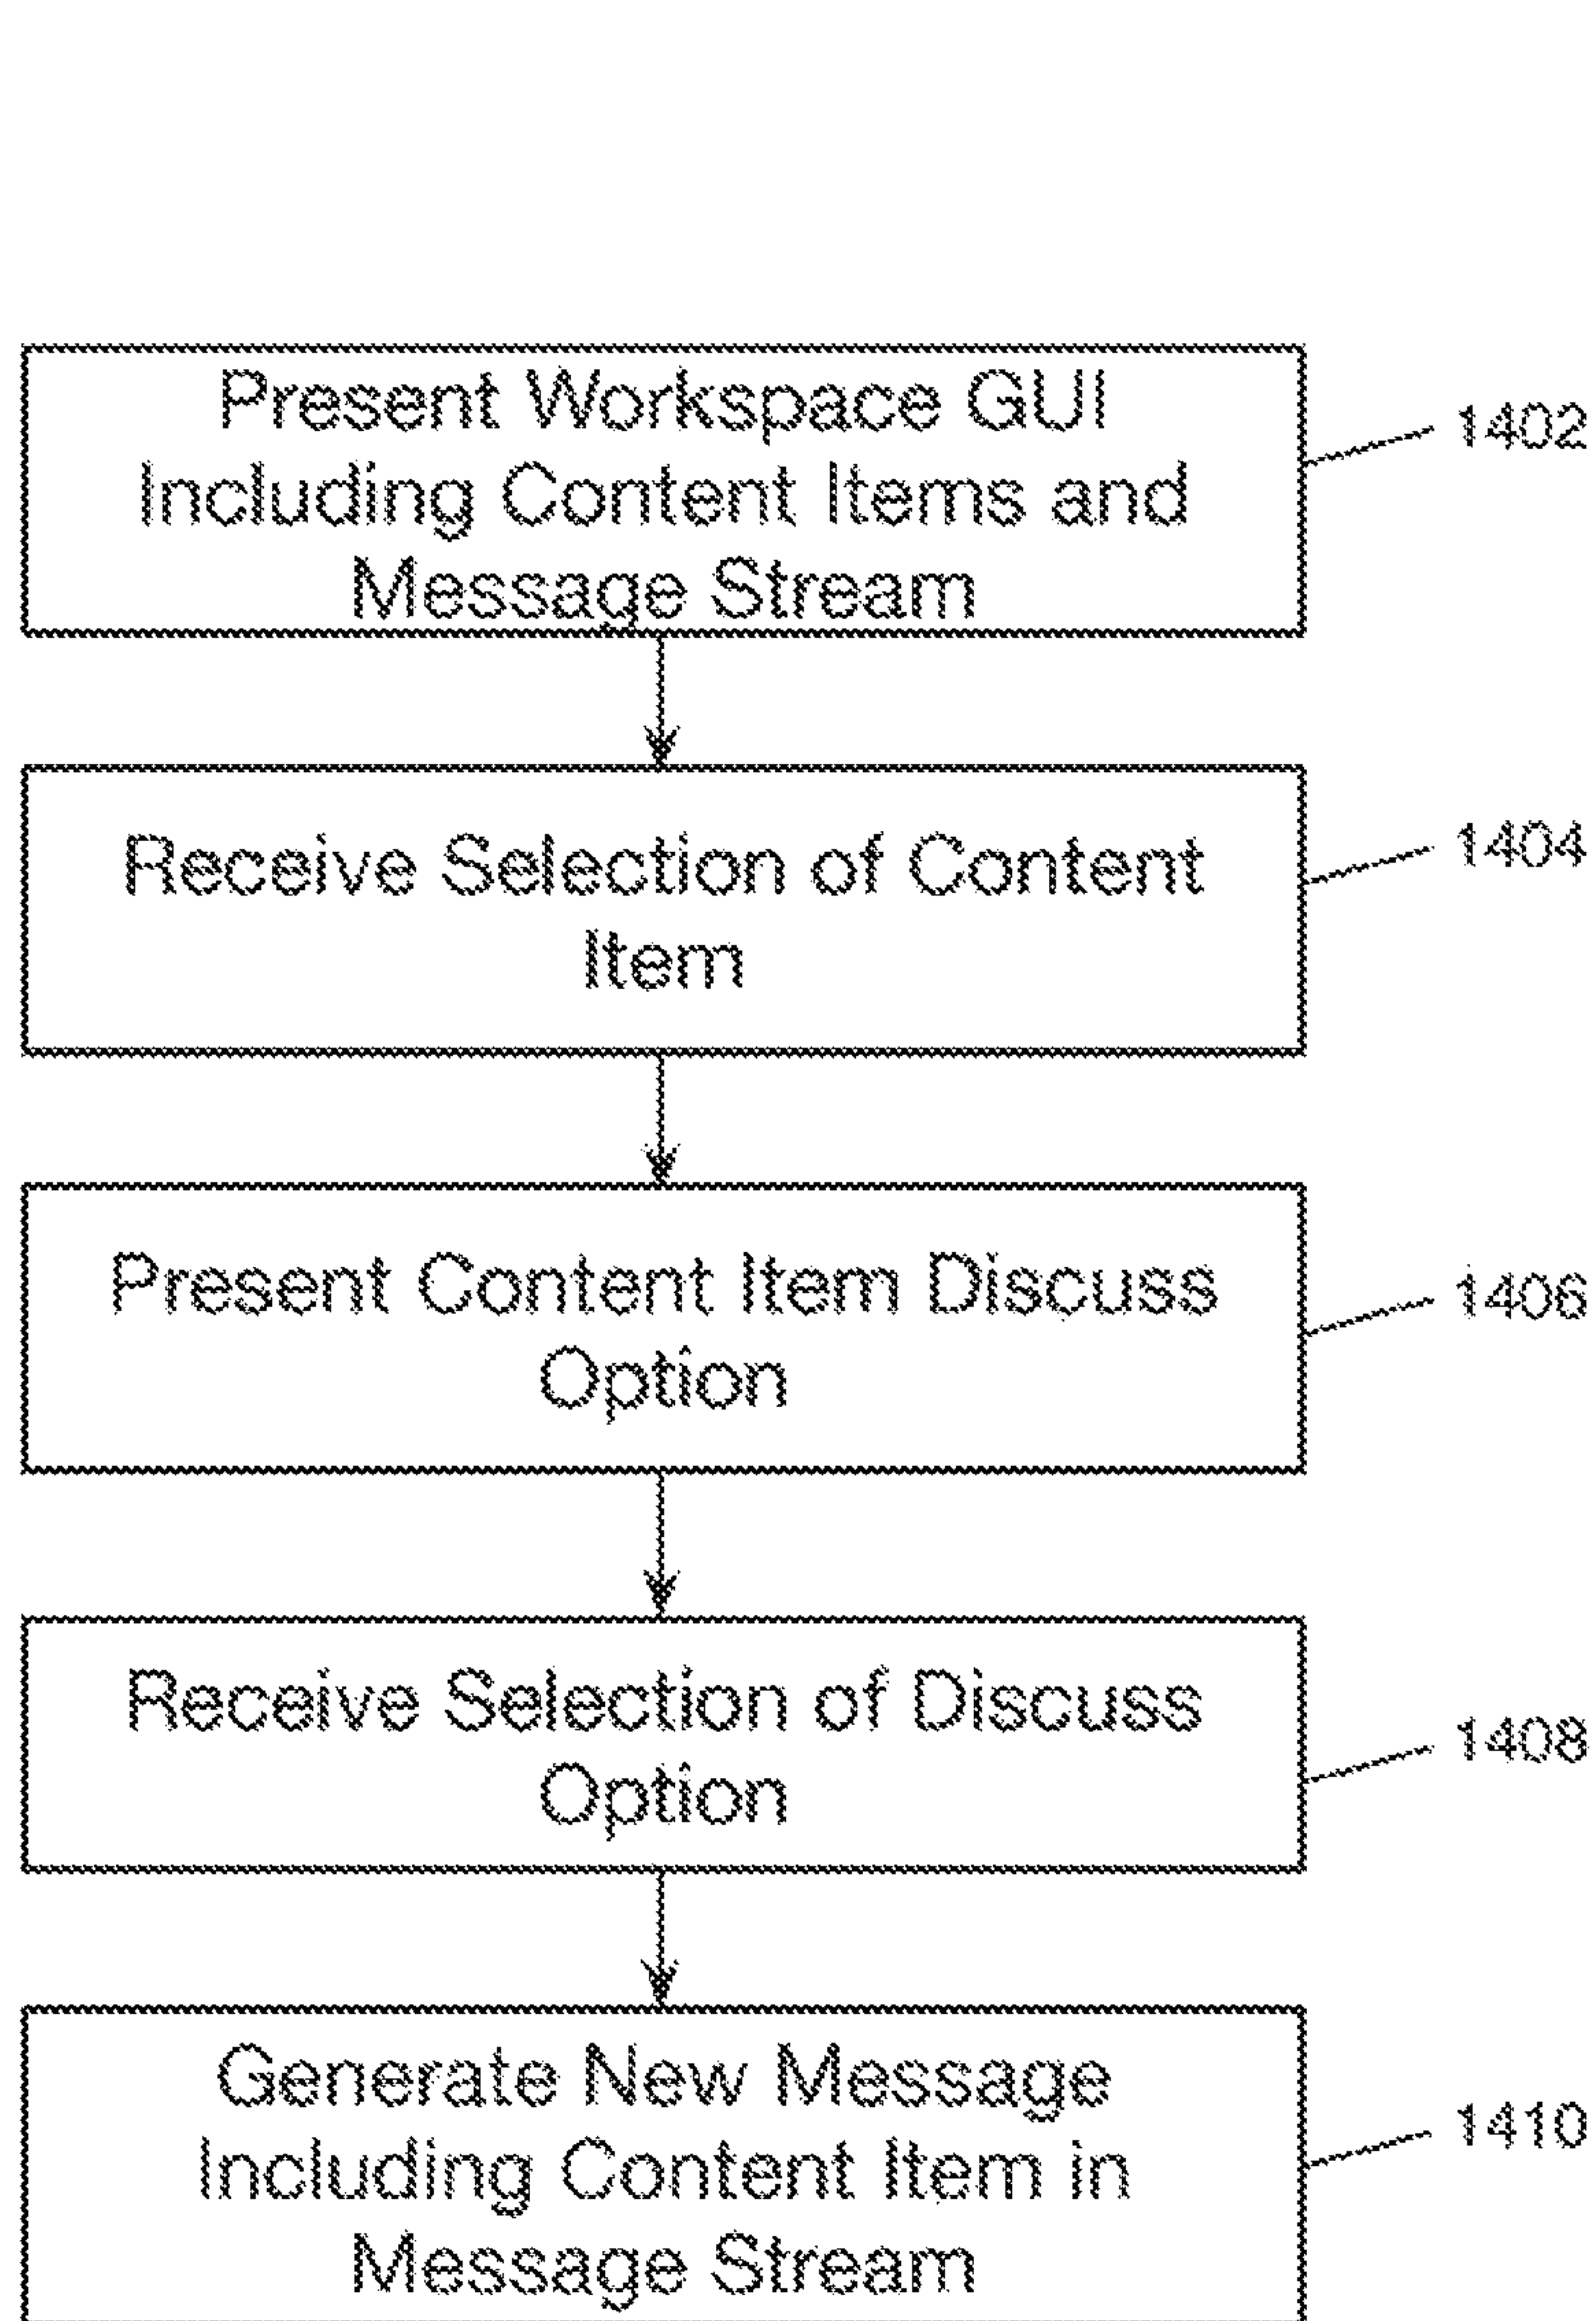 Present Workspace GUI
Including Content Items and
Message Stream
1402
Receive Selection of Content
Item
1404
Present Content Item Discuss
Option
1406
Receive Selection of Discuss
Option
1408
Generate New Message
Including Content Item in
Message Stream
1410